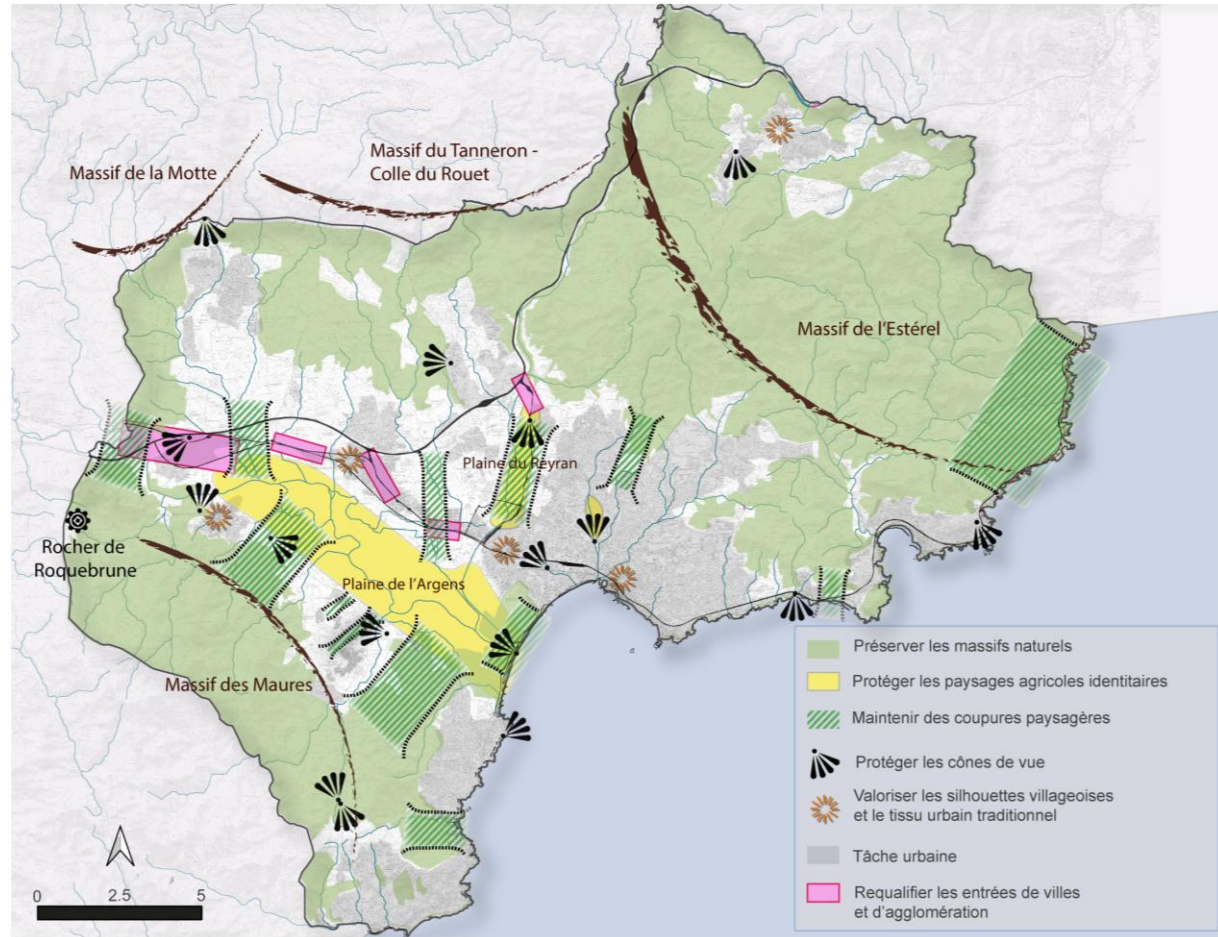 Massif de la Motte
Massif du Tanneron -
Colle du Rouet
Massif de l'Estérel
Plaine du Reyran
Rocher de
Roquebrune
Plaine de l'Argens
Massif des Maures
Préserver les massifs naturels
Protéger les paysages agricoles identitaires
Maintenir des coupures paysagères
Protéger les cônes de vue
Valoriser les silhouettes villageoises
et le tissu urbain traditionnel
Tâche urbaine
Requalifier les entrées de villes
et d'agglomération
0 2.5 5